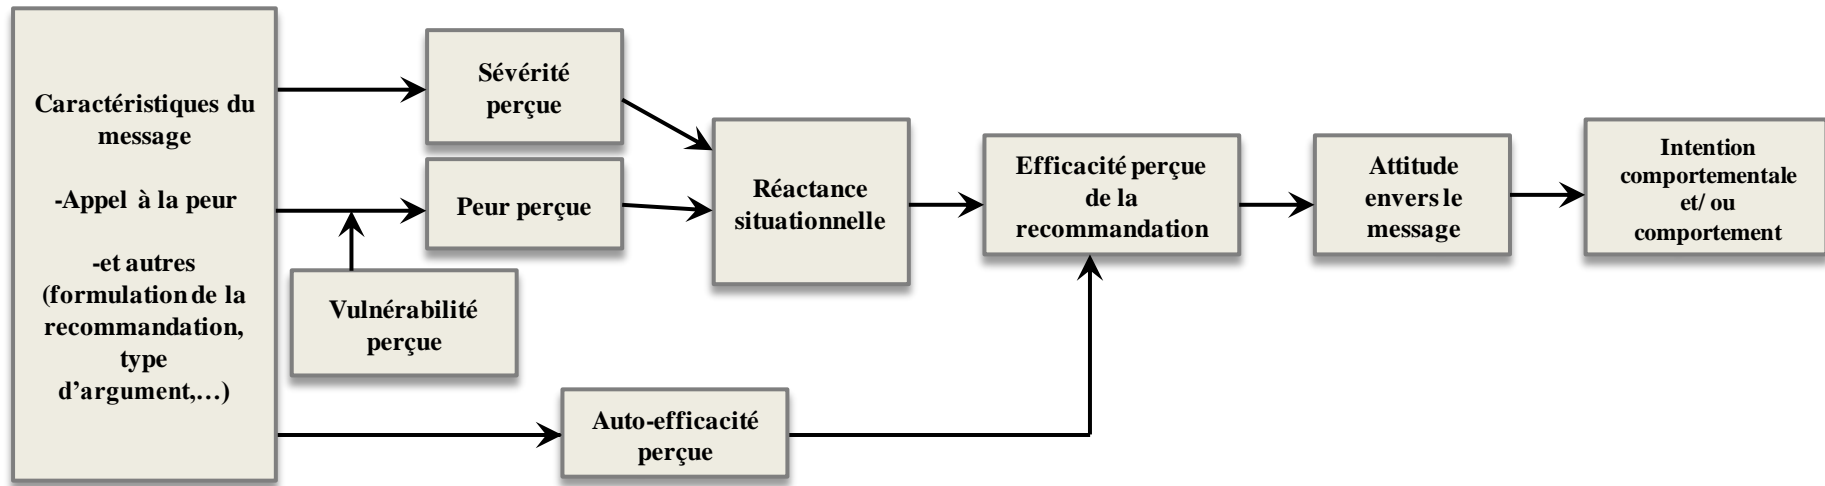 Caractéristiques du
message
-Appel à la peur
-et autres
(formulation de la
recommandation,
type
d’argument,…)
Sévérité
perçue
Peur perçue
Vulnérabilité
perçue
Auto-efficacité
perçue
Réactance
situationnelle
Efficacité perçue
de la
recommandation
Attitude
envers le
message
Intention
comportementale
et/ ou
comportement